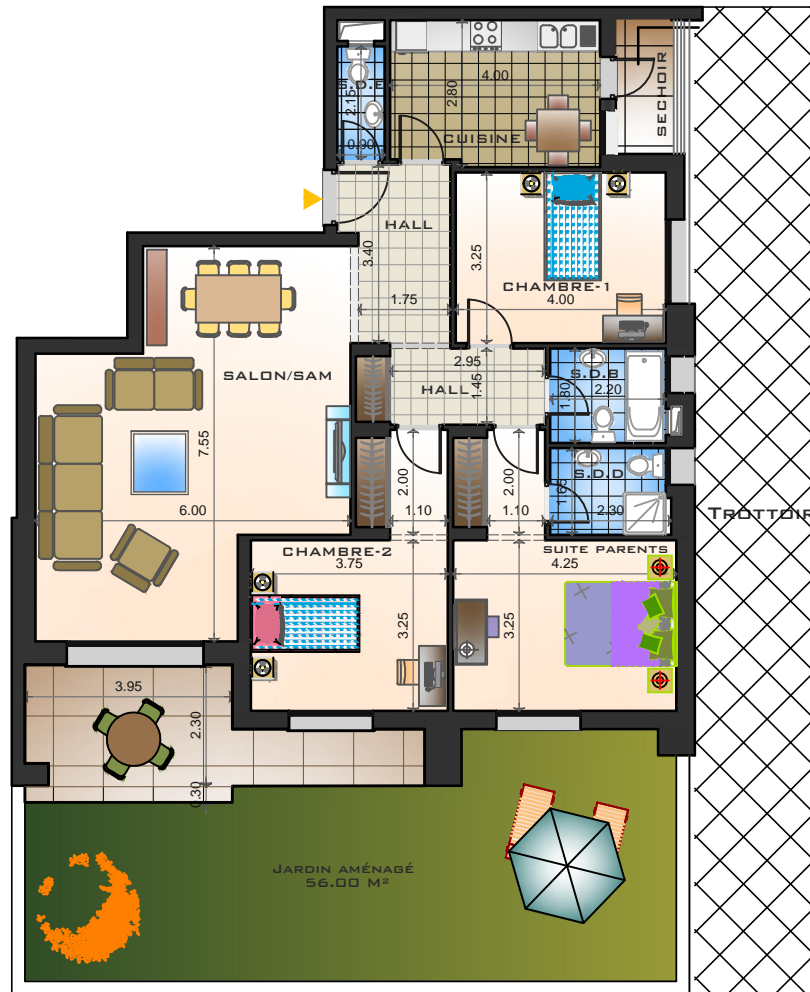 S.D.E
2.15
0.90
4.00
2.80
CUISINE
SECHOIR
HALL
3.40
1.75
3.25
CHAMBRE-1
4.00
SALON/SAM
7.55
6.00
2.95
1.45
HALL
S.D.B
2.20
1.80
2.00
1.10
2.00
1.10
S.D.D
1.65
2.30
TROTTOIR
CHAMBRE-2
3.75
3.25
SUITE PARENTS
4.25
3.25
3.95
2.30
0.30
JARDIN AMÉNAGÉ
56.00 M²